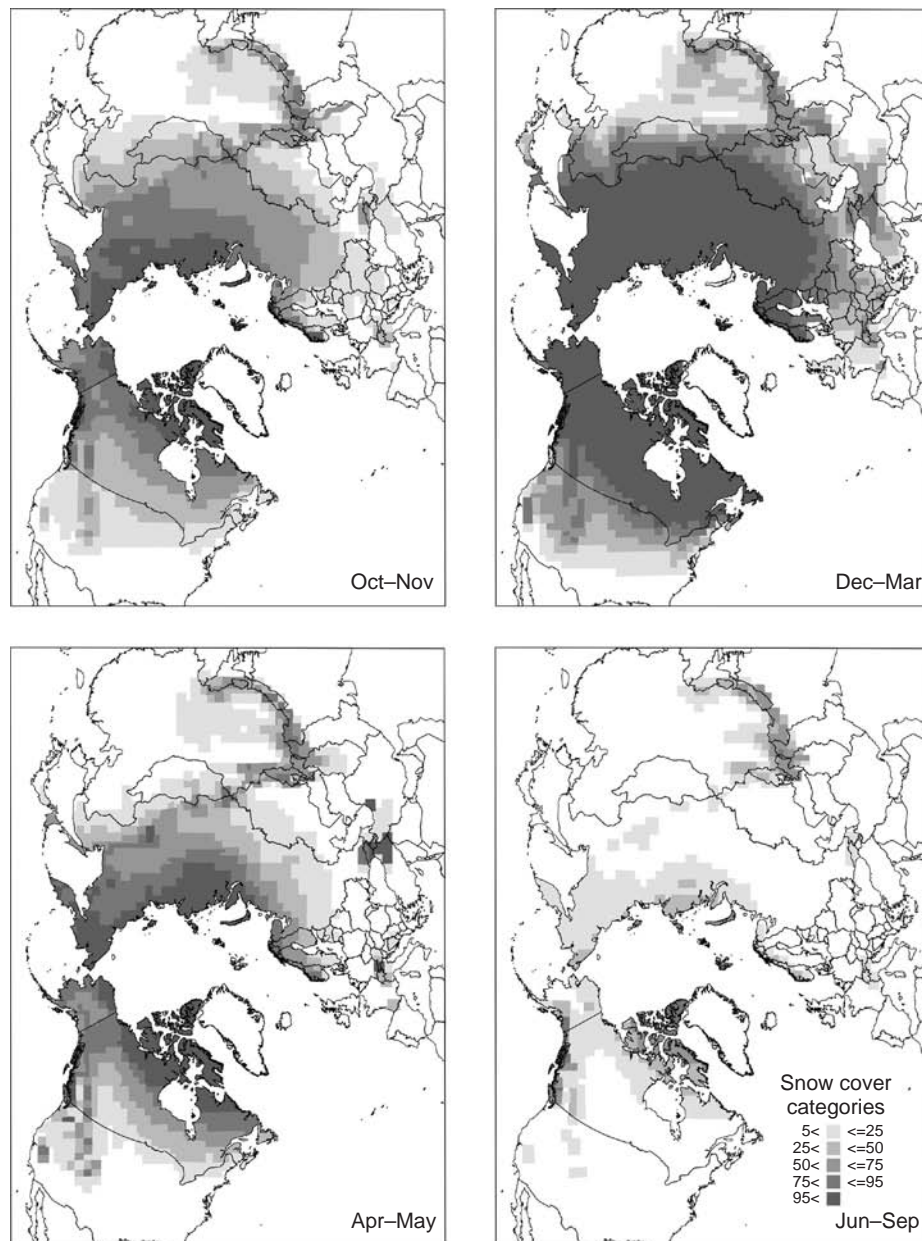 Oct–Nov
Dec–Mar
Apr–May
Snow cover
categories
5< <=25
25< <=50
50< <=75
75< <=95
95<
Jun–Sep